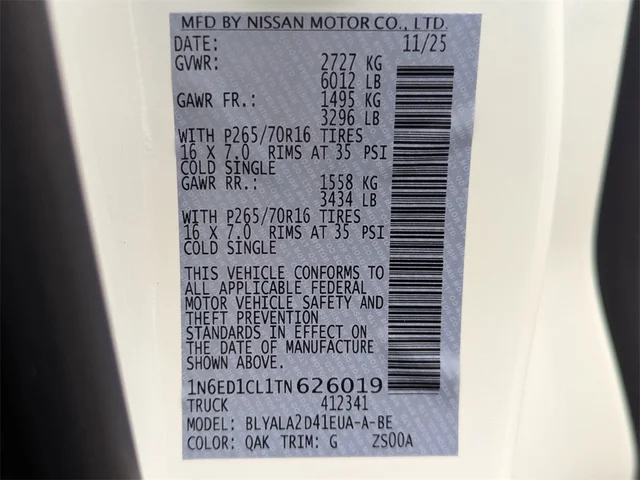 MFD BY NISSAN MOTOR CO., LTD.
DATE: 11/25
GVWR: 2727 KG
6012 LB
GAWR FR.: 1495 KG
3296 LB
WITH P265/70R16 TIRES
16 X 7.0 RIMS AT 35 PSI
COLD SINGLE
GAWR RR.: 1558 KG
3434 LB
WITH P265/70R16 TIRES
16 X 7.0 RIMS AT 35 PSI
COLD SINGLE
THIS VEHICLE CONFORMS TO
ALL APPLICABLE FEDERAL
MOTOR VEHICLE SAFETY AND
THEFT PREVENTION
STANDARDS IN EFFECT ON
THE DATE OF MANUFACTURE
SHOWN ABOVE.
1N6ED1CL1TN626019
TRUCK 412341
MODEL: BLYALA2D41EUA-A-BE
COLOR: QAK TRIM: G ZS00A